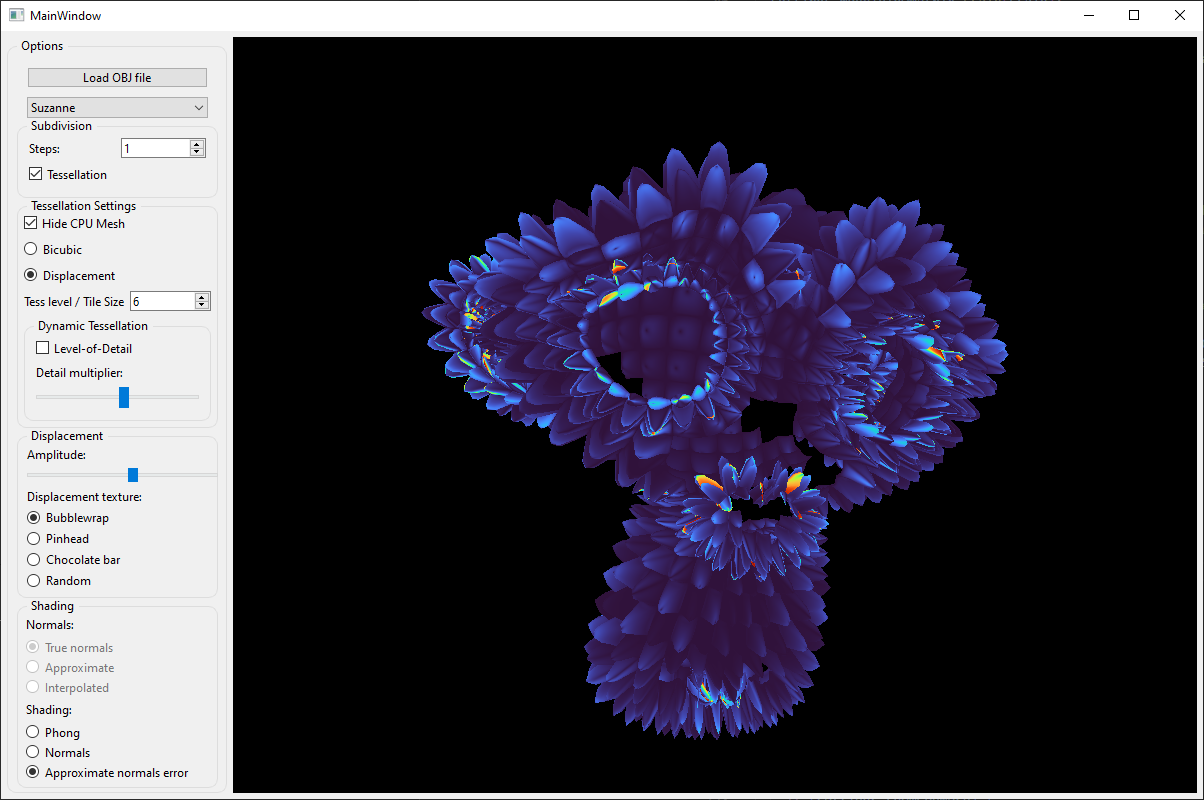 MainWindow
Options
Load OBJ file
Suzanne
Subdivision
Steps: 1
Tessellation
Tessellation Settings
Hide CPU Mesh
Bicubic
Displacement
Tess level / Tile Size 6
Dynamic Tessellation
Level-of-Detail
Detail multiplier:
Displacement
Amplitude:
Displacement texture:
Bubblewrap
Pinhead
Chocolate bar
Random
Shading
Normals:
True normals
Approximate
Interpolated
Shading:
Phong
Normals
Approximate normals error